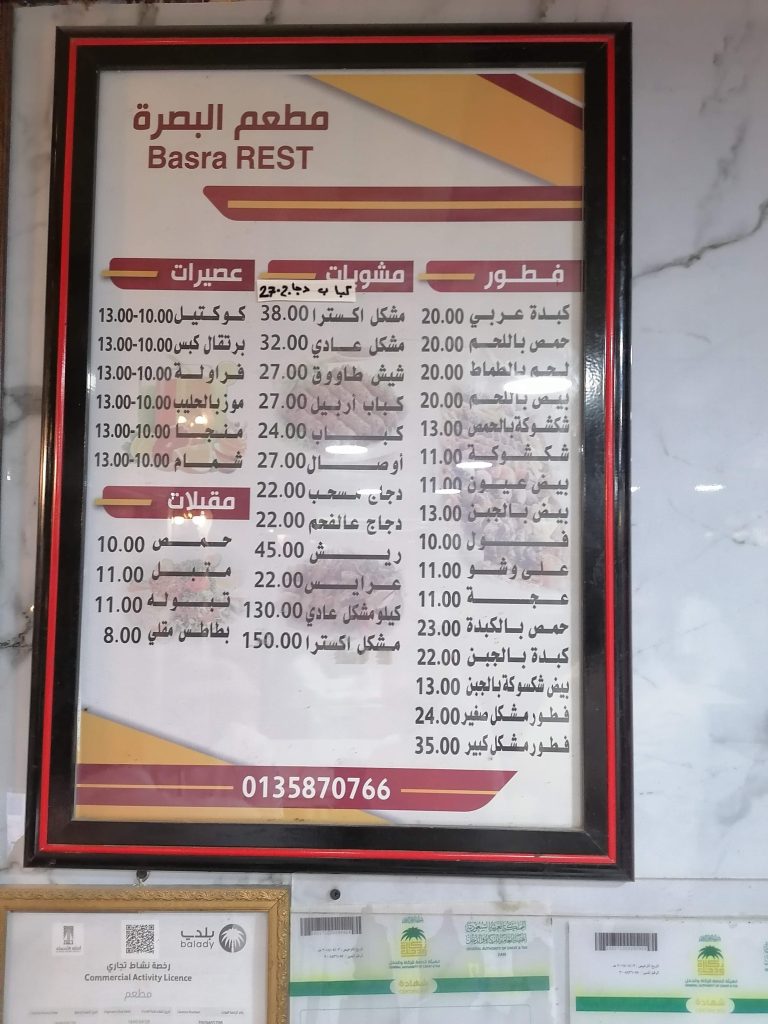 مطعم البصرة
Basra REST
فطور
كبدة عربي 20.00
حمص باللحم 20.00
لحم بالطماط 20.00
بيض باللحم 20.00
شكشوكة بالحمص 13.00
شكشوكة 11.00
بيض عيون 11.00
بيض بالجبن 13.00
فول 10.00
على وشو 11.00
عجة 11.00
حمص بالكبدة 23.00
كبدة بالجبن 22.00
بيض شكسوكة بالجبن 13.00
فطور مشكل صغير 24.00
فطور مشكل كبير 35.00
مشويات
كباب دجا
مشكل اكسترا 38.00
مشكل عادي 32.00
شيش طاووق 27.00
كباب أربيل 27.00
كباب 24.00
أوصال 27.00
دجاج مسحب 22.00
دجاج عالفحم 22.00
ريش 45.00
عرايس 22.00
كيلو مشكل عادي 130.00
مشكل اكسترا 150.00
عصيرات
كوكتيل 10.00-13.00
برتقال كبس 10.00-13.00
فراولة 10.00-13.00
موز بالحليب 10.00-13.00
منجا 10.00-13.00
شمام 10.00-13.00
مقبلات
حمص 10.00
متبل 11.00
تبوله 11.00
بطاطس مقلي 8.00
0135870766
بلدي
balady
رخصة نشاط تجاري
Commercial Activity Licence
مطعم
شهادة
شهادة